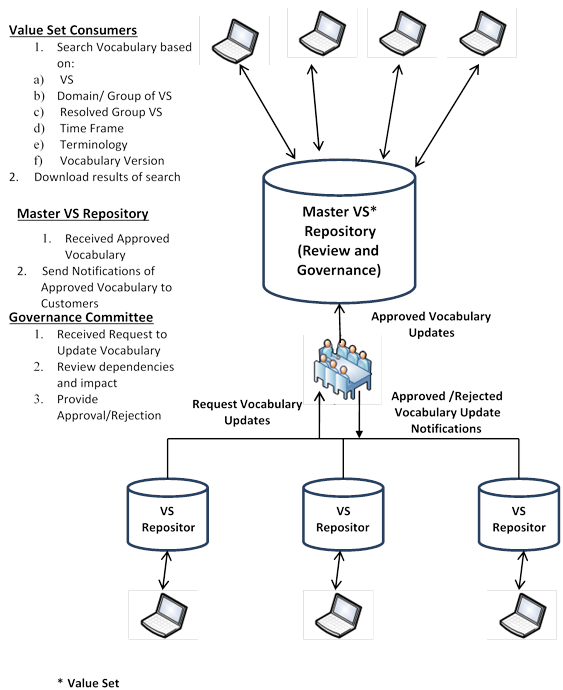 Value Set Consumers
1. Search Vocabulary based
on:
a) VS
b) Domain/ Group of VS
c) Resolved Group VS
d) Time Frame
e) Terminology
f) Vocabulary Version
2. Download results of search
Master VS Repository
1. Received Approved
Vocabulary
2. Send Notifications of
Approved Vocabulary to
Customers
Governance Committee
1. Received Request to
Update Vocabulary
2. Review dependencies
and impact
3. Provide
Approval/Rejection
Master VS*
Repository
(Review and
Governance)
Approved Vocabulary
Updates
Request Vocabulary
Updates
Approved /Rejected
Vocabulary Update
Notifications
VS
Repositor
VS
Repositor
VS
Repositor
* Value Set